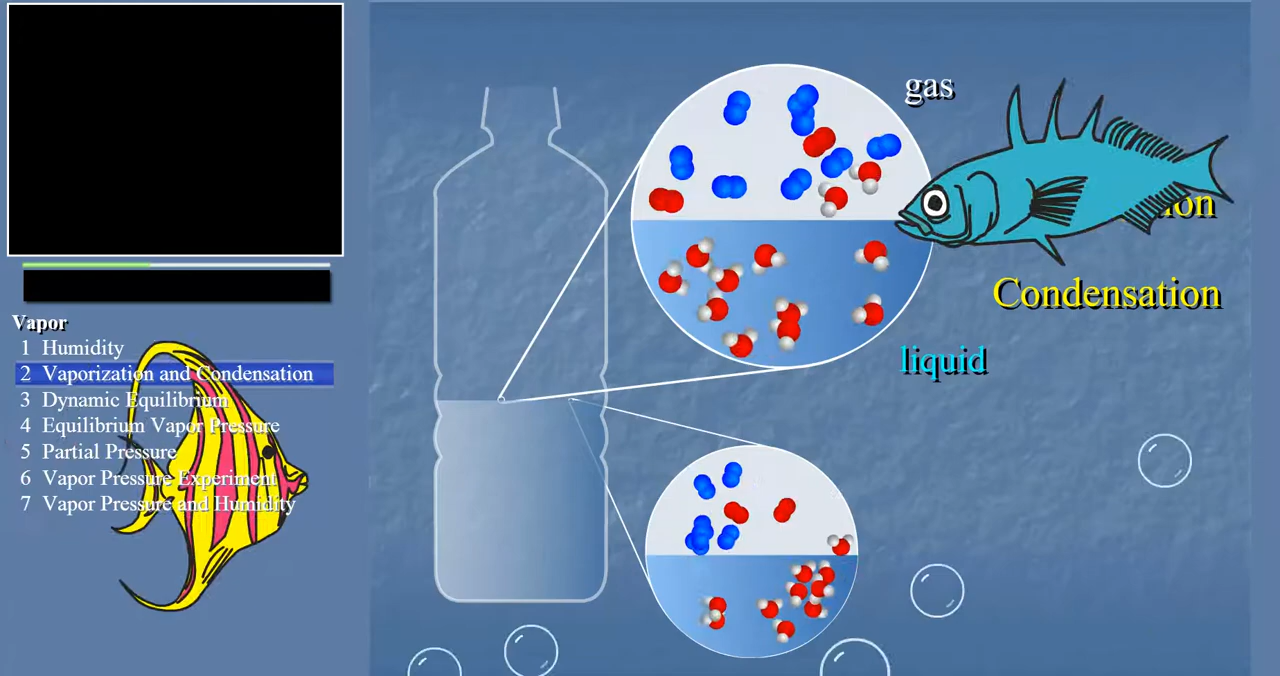 Vapor
1 Humidity
2 Vaporization and Condensation
3 Dynamic Equilibrium
4 Equilibrium Vapor Pressure
5 Partial Pressure
6 Vapor Pressure Experiment
7 Vapor Pressure and Humidity
gas
Condensation
liquid